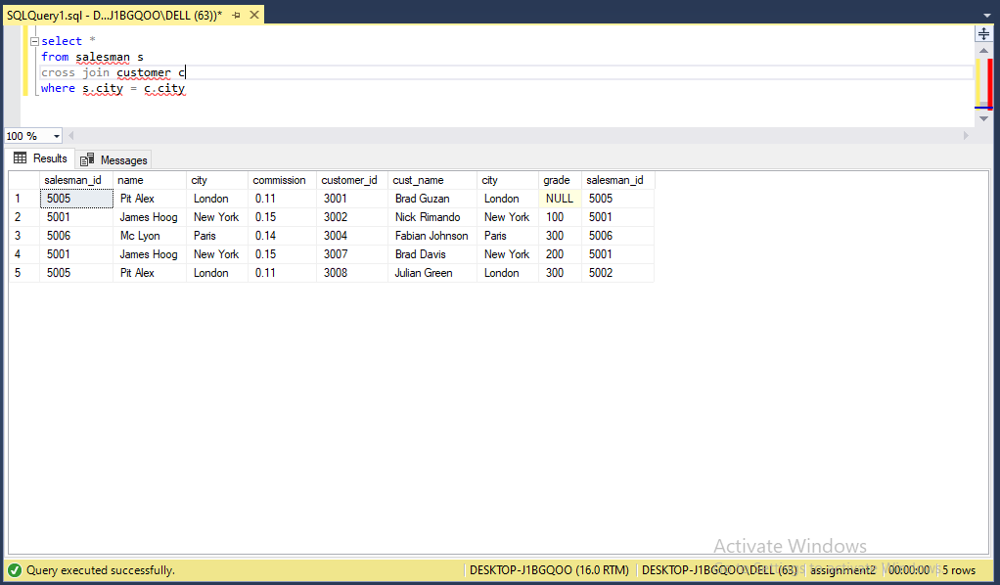 SQLQuery1.sql - D...J1BGQOO\DELL (63))*
select *
from salesman s
cross join customer c
where s.city = c.city
100 %
Results Messages
salesman_id name city commission customer_id cust_name city grade salesman_id
1 5005 Pit Alex London 0.11 3001 Brad Guzan London NULL 5005
2 5001 James Hoog New York 0.15 3002 Nick Rimando New York 100 5001
3 5006 Mc Lyon Paris 0.14 3004 Fabian Johnson Paris 300 5006
4 5001 James Hoog New York 0.15 3007 Brad Davis New York 200 5001
5 5005 Pit Alex London 0.11 3008 Julian Green London 300 5002
Activate Windows
Go to Settings to activate Windows.
Query executed successfully. DESKTOP-J1BGQOO (16.0 RTM) DESKTOP-J1BGQOO\DELL (63) assignment2 00:00:00 5 rows